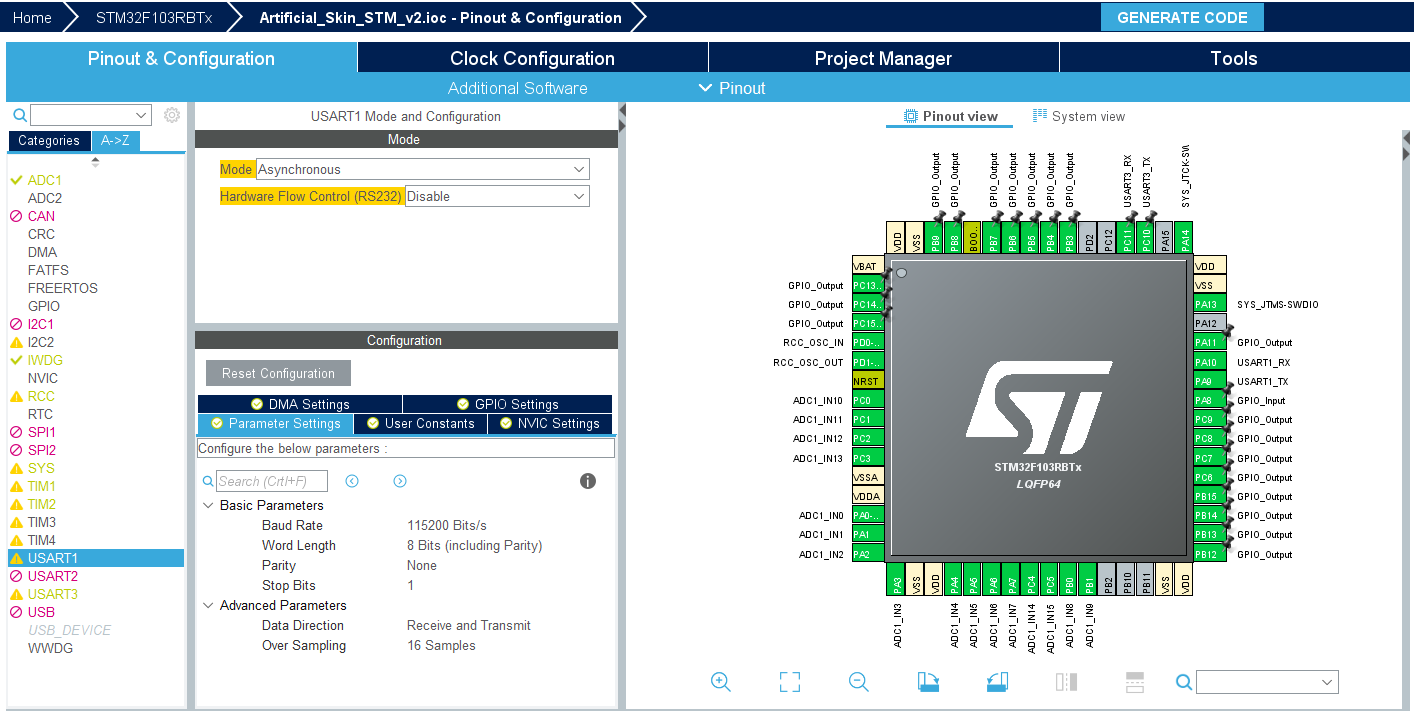 Home STM32F103RBTx Artificial_Skin_STM_v2.ioc - Pinout & Configuration GENERATE CODE
Pinout & Configuration Clock Configuration Project Manager Tools
Additional Software Pinout
Categories A->Z
ADC1
ADC2
CAN
CRC
DMA
FATFS
FREERTOS
GPIO
I2C1
I2C2
IWDG
NVIC
RCC
RTC
SPI1
SPI2
SYS
TIM1
TIM2
TIM3
TIM4
USART1
USART2
USART3
USB
USB_DEVICE
WWDG
USART1 Mode and Configuration
Mode
Mode Asynchronous
Hardware Flow Control (RS232) Disable
Configuration
Reset Configuration
DMA Settings GPIO Settings
Parameter Settings User Constants NVIC Settings
Configure the below parameters :
Search (CrtI+F)
Basic Parameters
Baud Rate 115200 Bits/s
Word Length 8 Bits (including Parity)
Parity None
Stop Bits 1
Advanced Parameters
Data Direction Receive and Transmit
Over Sampling 16 Samples
Pinout view System view
GPIO_Output
GPIO_Output
GPIO_Output
GPIO_Output
GPIO_Output
GPIO_Output
GPIO_Output
USART3_RX
USART3_TX
SYS_JTCK-SW
VDD
VSS
PB9
PB8
BOO..
PB7
PB6
PB5
PB4
PB3
PD2
PC12
PC11
PC10
PA15
PA14
VBAT
GPIO_Output PC13..
GPIO_Output PC14..
GPIO_Output PC15..
RCC_OSC_IN PD0-..
RCC_OSC_OUT PD1-..
NRST
ADC1_IN10 PC0
ADC1_IN11 PC1
ADC1_IN12 PC2
ADC1_IN13 PC3
VSSA
VDDA
ADC1_IN0 PA0-..
ADC1_IN1 PA1
ADC1_IN2 PA2
STM32F103RBTx
LQFP64
VDD
VSS
PA13 SYS_JTMS-SWDIO
PA12
PA11 GPIO_Output
PA10 USART1_RX
PA9 USART1_TX
PA8 GPIO_Input
PC9 GPIO_Output
PC8 GPIO_Output
PC7 GPIO_Output
PC6 GPIO_Output
PB15 GPIO_Output
PB14 GPIO_Output
PB13 GPIO_Output
PB12 GPIO_Output
PA3
VSS
VDD
PA4
PA5
PA6
PA7
PC4
PC5
PB0
PB1
PB2
PB10
PB11
VSS
VDD
ADC1_IN3
ADC1_IN4
ADC1_IN5
ADC1_IN6
ADC1_IN7
ADC1_IN14
ADC1_IN15
ADC1_IN8
ADC1_IN9